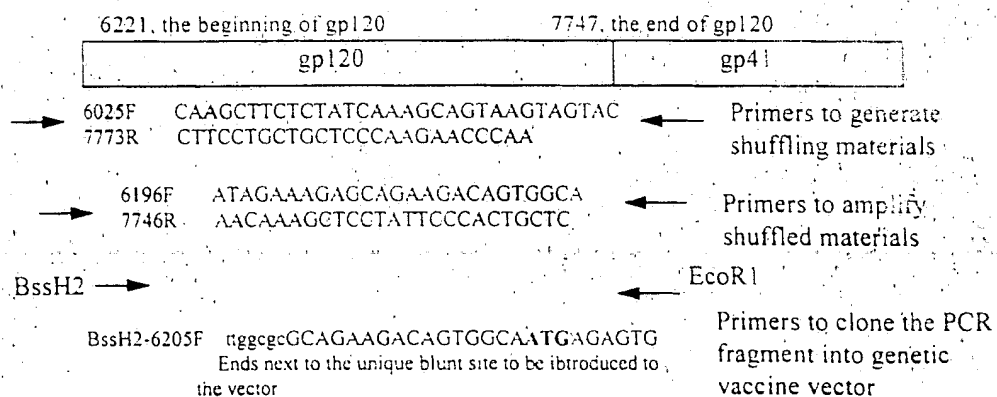 6221, the beginning of gp120 7747, the end of gp120
gp120 gp41
6025F CAAGCTTCTCTATCAAAGCAGTAAGTAGTAC
7773R CTTCCTGCTGCTCCCAAGAACCCAA
Primers to generate
shuffling materials
6196F ATAGAAAGAGCAGAAGACAGTGGCA
7746R AACAAAGCTCCTATTCCCACTGCTC
Primers to amplify
shuffled materials
BssH2 EcoR1
BssH2-6205F ttggcgcGCAGAAGACAGTGGCAATGAGAGTG
Ends next to the unique blunt site to be ibtroduced to
the vector
Primers to clone the PCR
fragment into genetic
vaccine vector